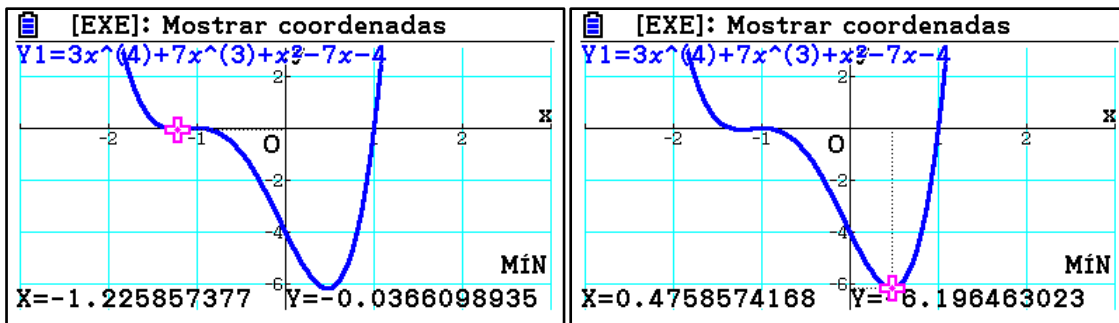 [EXE]: Mostrar coordenadas
Y1=3x^(4)+7x^(3)+x²-7x-4
y
2
x
-2
-1
O
2
-2
-4
-6
MÍN
X=-1.225857377 Y=-0.0366098935
[EXE]: Mostrar coordenadas
Y1=3x^(4)+7x^(3)+x²-7x-4
y
2
x
-2
-1
O
1
2
-2
-4
-6
MÍN
X=0.4758574168 Y=-6.196463023